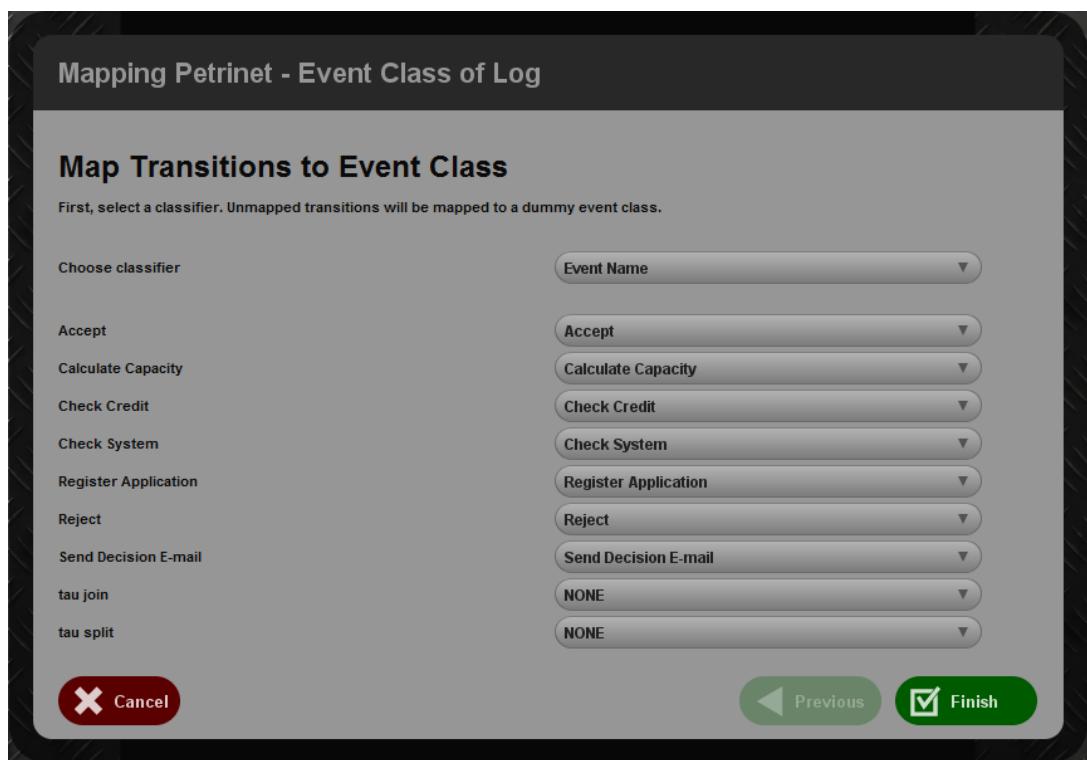 Mapping Petrinet - Event Class of Log
Map Transitions to Event Class
First, select a classifier. Unmapped transitions will be mapped to a dummy event class.
Choose classifier Event Name
Accept Accept
Calculate Capacity Calculate Capacity
Check Credit Check Credit
Check System Check System
Register Application Register Application
Reject Reject
Send Decision E-mail Send Decision E-mail
tau join NONE
tau split NONE
Cancel Previous Finish